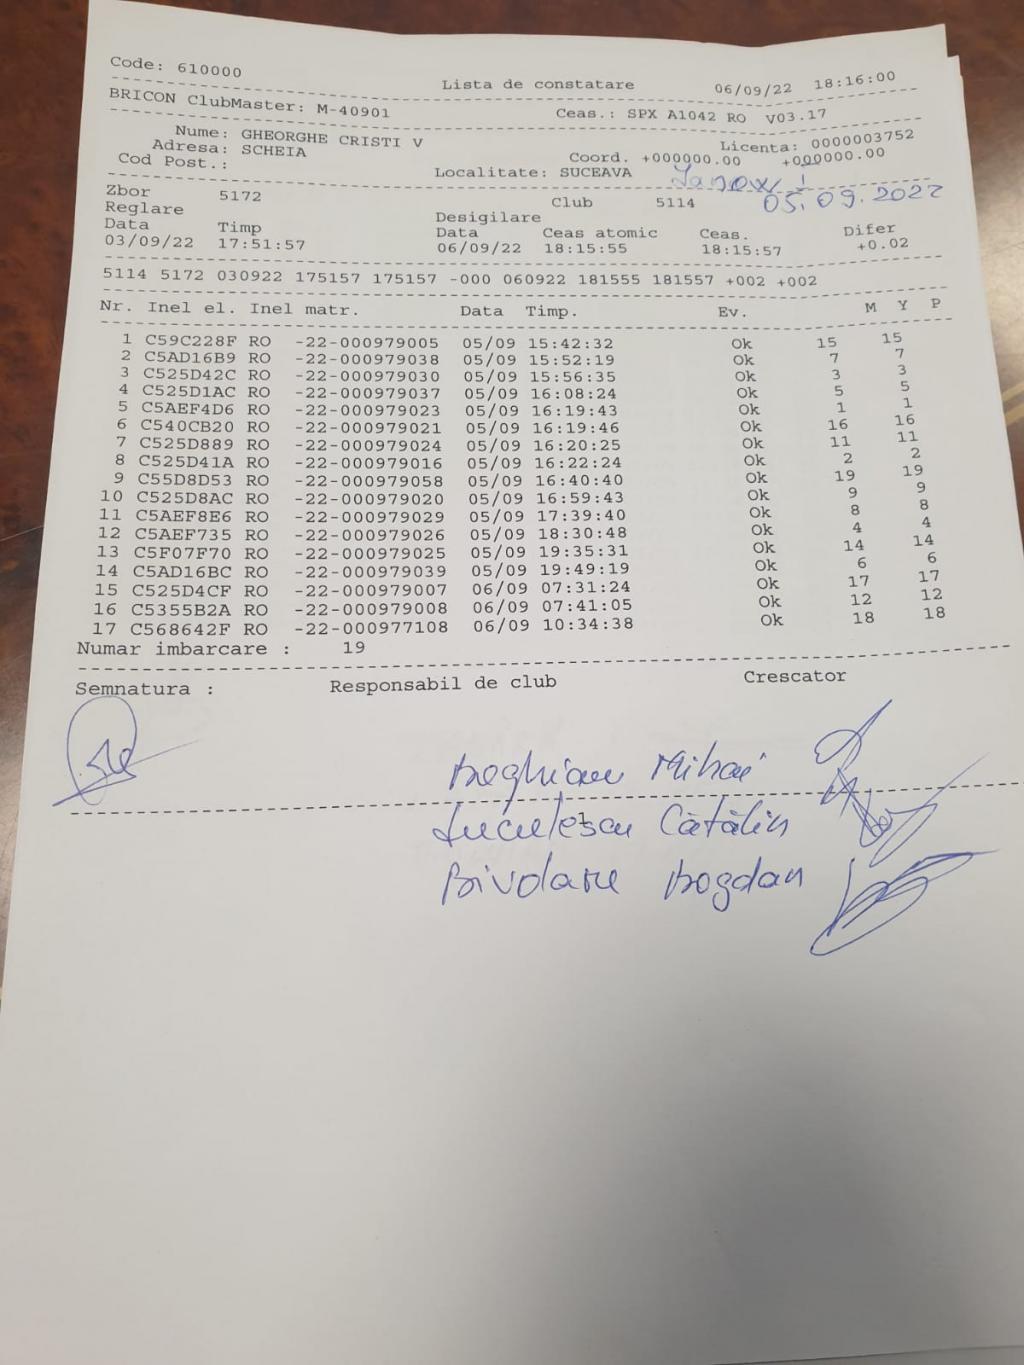 Code: 610000 Lista de constatare 06/09/22 18:16:00
BRICON ClubMaster: M-40901 Ceas.: SPX A1042 RO V03.17
Nume: GHEORGHE CRISTI V Licenta: 0000003752
Adresa: SCHEIA Coord. +000000.00 +000000.00
Cod Post.: Localitate: SUCEAVA Janow 1
05.09.2022
Zbor 5172 Club 5114
Reglare Desigilare
Data Timp Data Ceas atomic Ceas. Difer
03/09/22 17:51:57 06/09/22 18:15:55 18:15:57 +0.02
5114 5172 030922 175157 175157 -000 060922 181555 181557 +002 +002
Nr. Inel el. Inel matr. Data Timp. Ev. M Y P
1 C59C228F RO -22-000979005 05/09 15:42:32 Ok 15 15
2 C5AD16B9 RO -22-000979038 05/09 15:52:19 Ok 7 7
3 C525D42C RO -22-000979030 05/09 15:56:35 Ok 3 3
4 C525D1AC RO -22-000979037 05/09 16:08:24 Ok 5 5
5 C5AEF4D6 RO -22-000979023 05/09 16:19:43 Ok 1 1
6 C540CB20 RO -22-000979021 05/09 16:19:46 Ok 16 16
7 C525D889 RO -22-000979024 05/09 16:20:25 Ok 11 11
8 C525D41A RO -22-000979016 05/09 16:22:24 Ok 2 2
9 C55D8D53 RO -22-000979058 05/09 16:40:40 Ok 19 19
10 C525D8AC RO -22-000979020 05/09 16:59:43 Ok 9 9
11 C5AEF8E6 RO -22-000979029 05/09 17:39:40 Ok 8 8
12 C5AEF735 RO -22-000979026 05/09 18:30:48 Ok 4 4
13 C5F07F70 RO -22-000979025 05/09 19:35:31 Ok 14 14
14 C5AD16BC RO -22-000979039 05/09 19:49:19 Ok 6 6
15 C525D4CF RO -22-000979007 06/09 07:31:24 Ok 17 17
16 C5355B2A RO -22-000979008 06/09 07:41:05 Ok 12 12
17 C568642F RO -22-000977108 06/09 10:34:38 Ok 18 18
Numar imbarcare : 19
Semnatura : Responsabil de club Crescator
Mihai
Cătălin
Bogdan